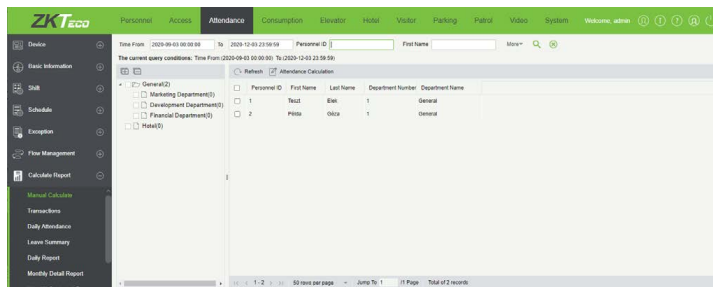 ZKTECO Personnel Access Attendance Consumption Elevator Hotel Visitor Parking Patrol Video System Welcome, admin
Device
Basic Information
Shift
Schedule
Exception
Flow Management
Calculate Report
Manual Calculate
Transactions
Daily Attendance
Leave Summary
Daily Report
Monthly Detail Report
Time From 2020-09-03 00:00:00 To 2020-12-03 23:59:59 Personnel ID First Name More
The current query conditions: Time From:(2020-09-03 00:00:00) To:(2020-12-03 23:59:59)
General(2)
Marketing Department(0)
Development Department(0)
Financial Department(0)
Hotel(0)
Refresh Attendance Calculation
Personnel ID First Name Last Name Department Number Department Name
1 Teszt Elek 1 General
2 Piliste Géza 1 General
1-2 50 rows per page Jump To 1 /1 Page Total of 2 records